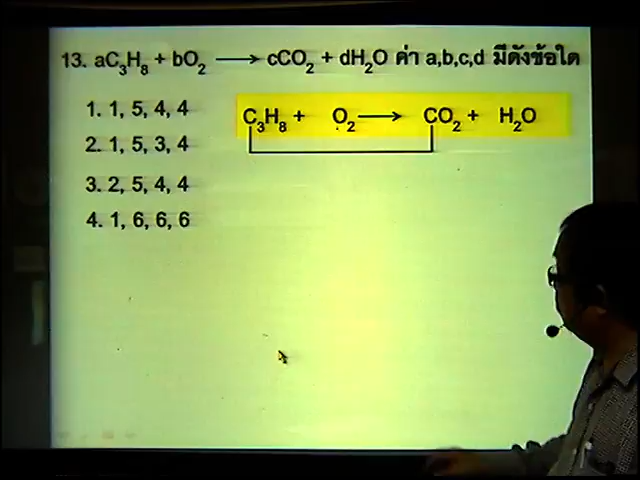 13. aC₃H₈ + bO₂ ⟶ cCO₂ + dH₂O ค่า a,b,c,d มีดังข้อใด
1. 1, 5, 4, 4
2. 1, 5, 3, 4
3. 2, 5, 4, 4
4. 1, 6, 6, 6
C₃H₈ + O₂ ⟶ CO₂ + H₂O